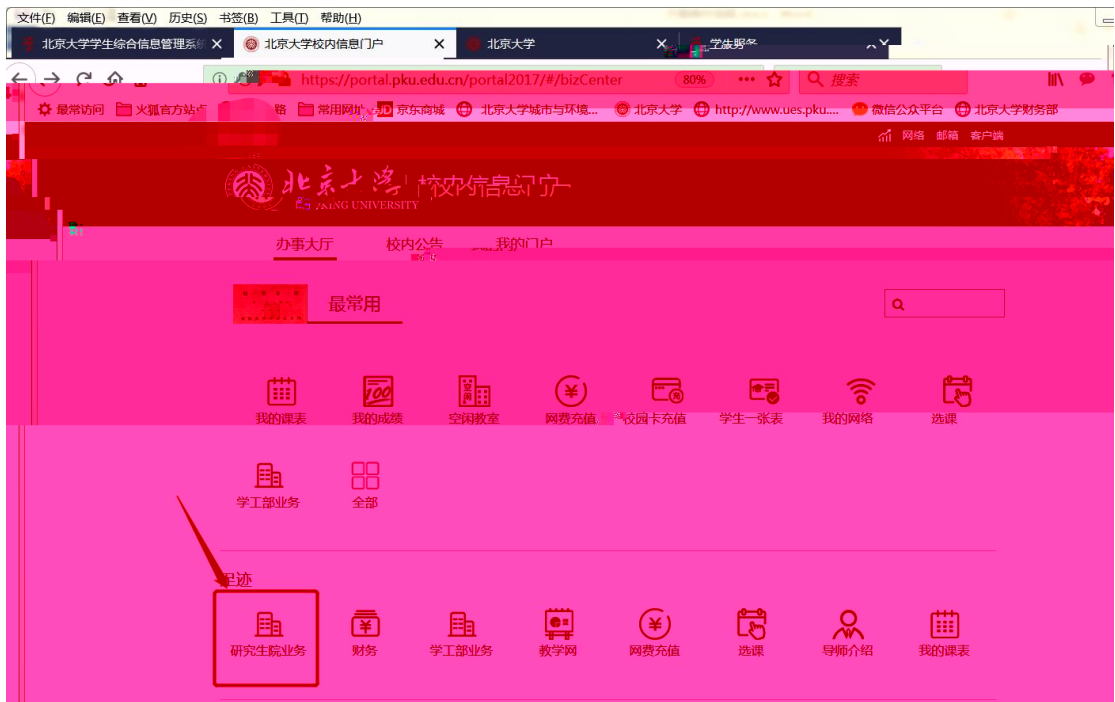 文件(F) 编辑(E) 查看(V) 历史(S) 书签(B) 工具(T) 帮助(H)
北京大学学生综合信息管理系统 北京大学校内信息门户 北京大学
https://portal.pku.edu.cn/portal2017/#/bizCenter 80% 搜索
最常访问 火狐官方站点 常用网址 JD 京东商城 北京大学城市与环境... 北京大学 http://www.ues.pku.... 微信公众平台 北京大学财务部
网络 邮箱 客户端
北京大学 校内信息门户
UNIVERSITY
办事大厅 校内公告 我的门户
最常用
我的课表 我的成绩 空闲教室 网费充值 校园卡充值 学生一张表 我的网络 选课
学工部业务 全部
足迹
研究生院业务 财务 学工部业务 教学网 网费充值 选课 导师介绍 我的课表